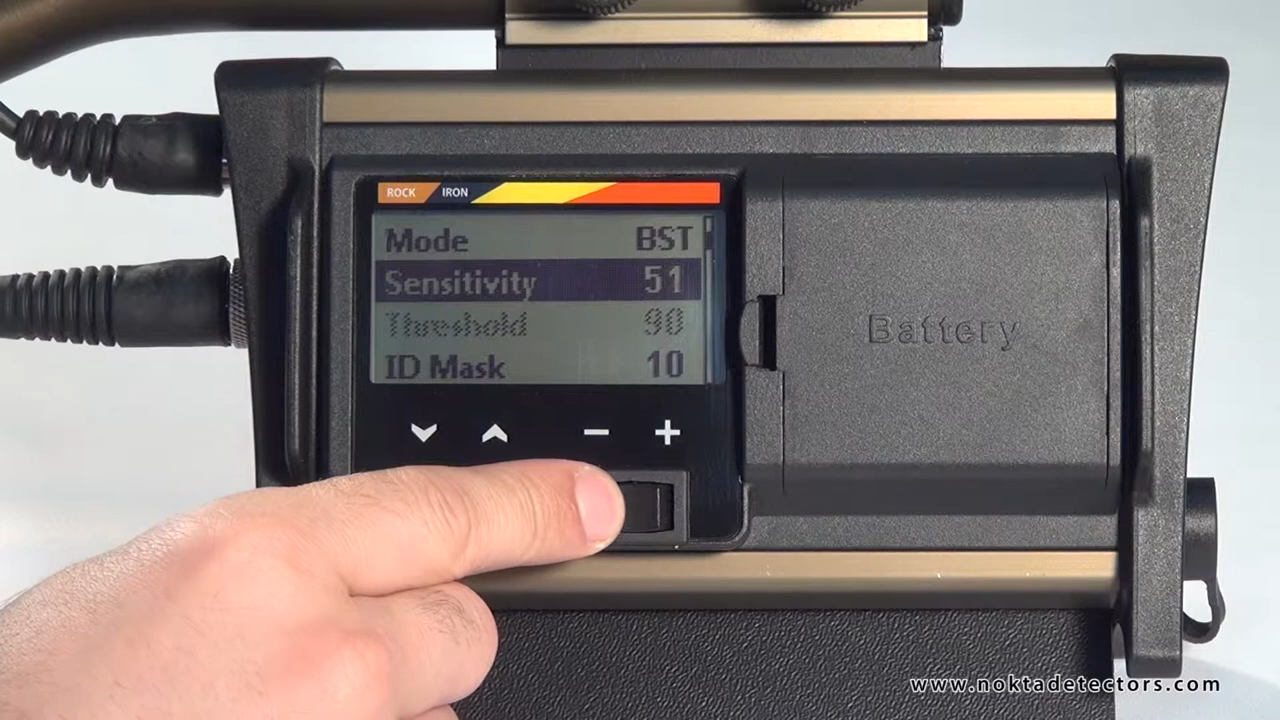 ROCK IRON
Mode BST
Sensitivity 51
Threshold 90
ID Mask 10
Battery
www.noktadetectors.com